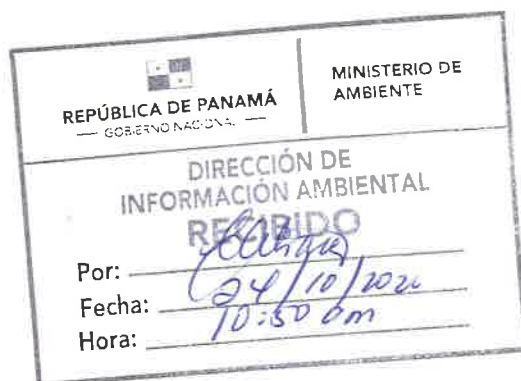 REPÚBLICA DE PANAMÁ
— GOBIERNO NACIONAL —
MINISTERIO DE
AMBIENTE
DIRECCIÓN DE
INFORMACIÓN AMBIENTAL
RECIBIDO
Por:
Fecha: 24/10/202
Hora: 10:50 am